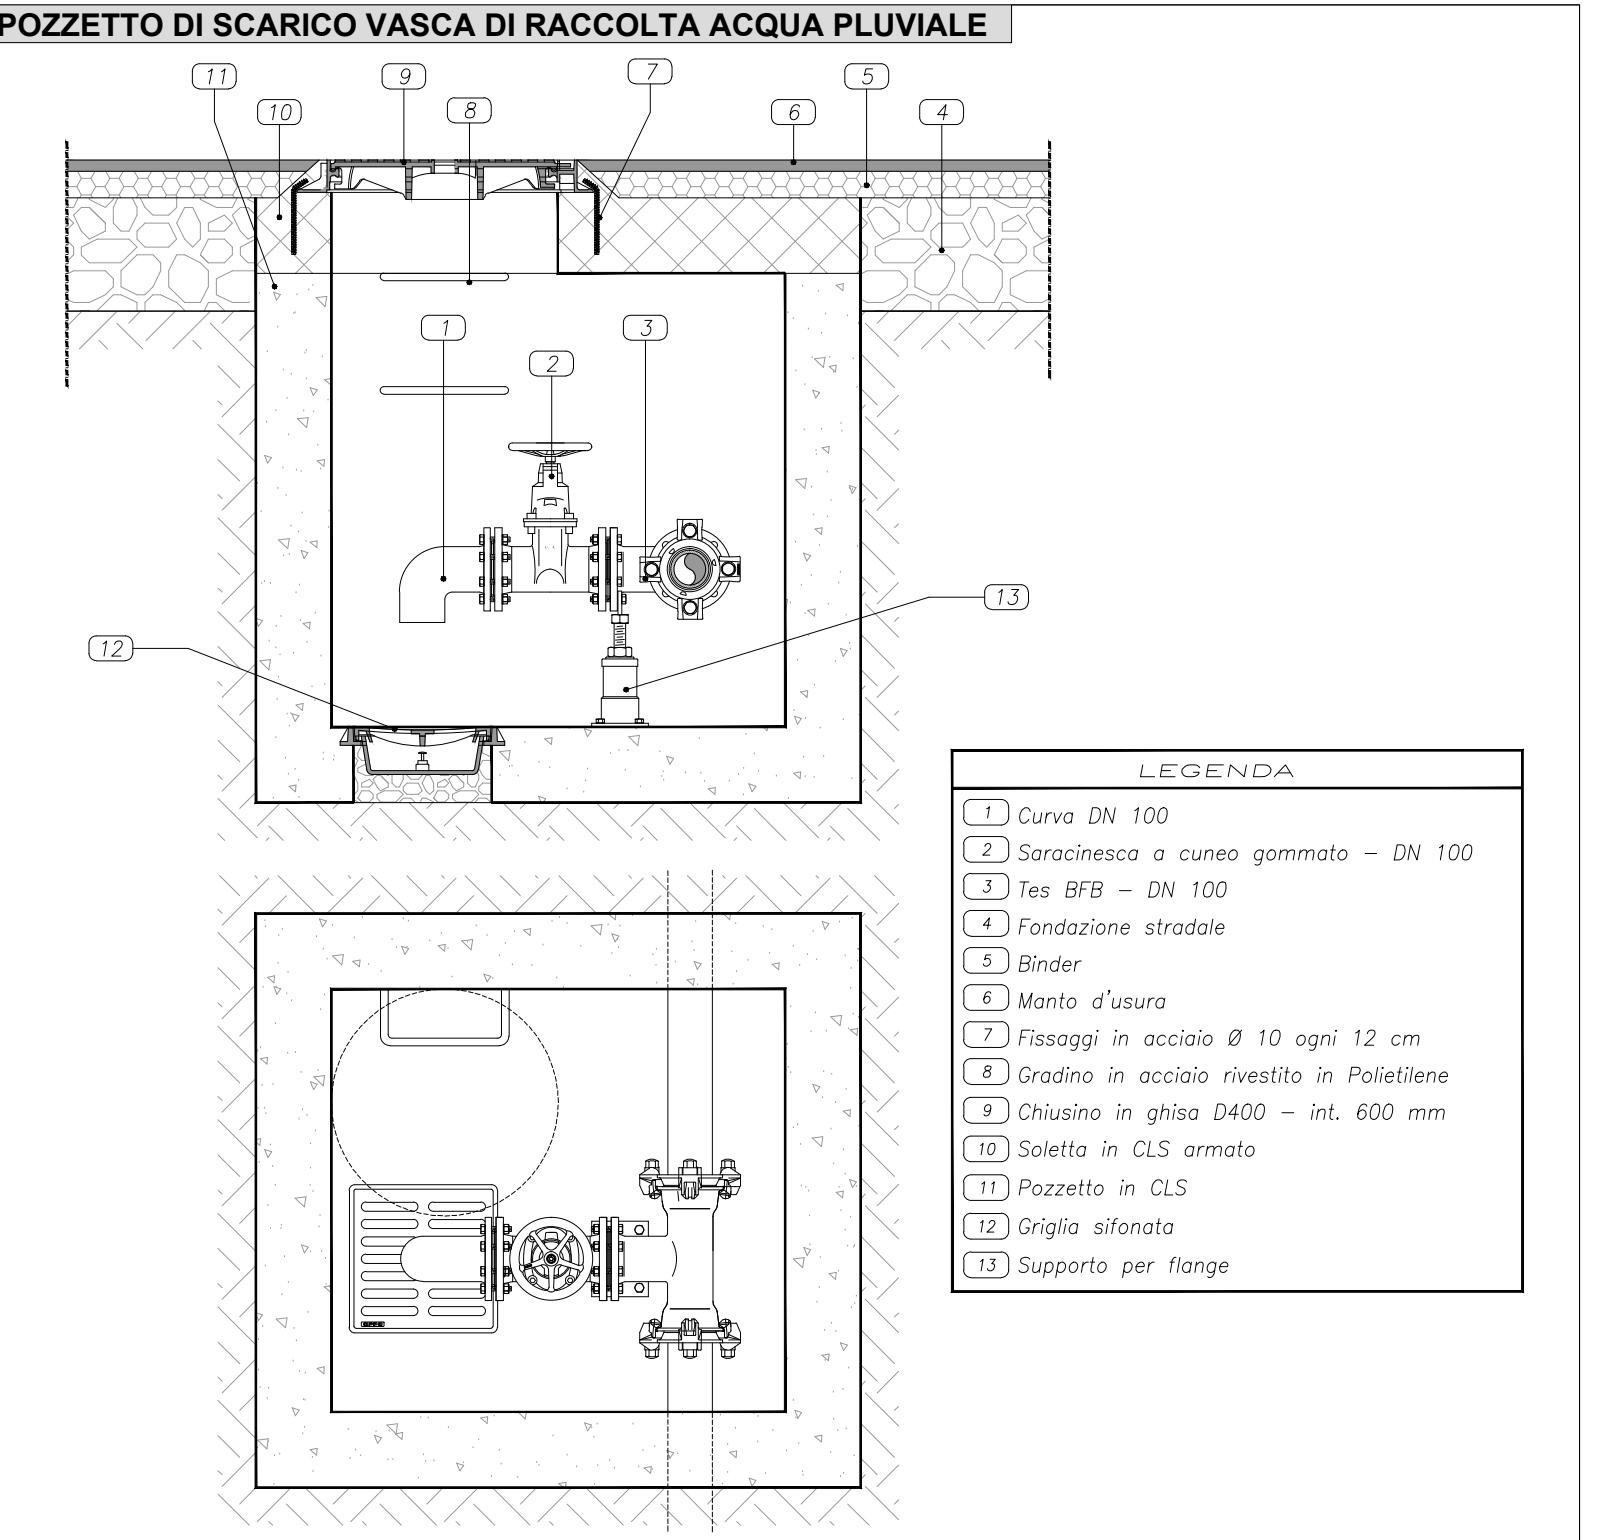 POZZETTO DI SCARICO VASCA DI RACCOLTA ACQUA PLUVIALE
11
9
7
5
10
8
6
4
1
3
2
13
12
LEGENDA
1 Curva DN 100
2 Saracinesca a cuneo gommato – DN 100
3 Tes BFB – DN 100
4 Fondazione stradale
5 Binder
6 Manto d'usura
7 Fissaggi in acciaio Ø 10 ogni 12 cm
8 Gradino in acciaio rivestito in Polietilene
9 Chiusino in ghisa D400 – int. 600 mm
10 Soletta in CLS armato
11 Pozzetto in CLS
12 Griglia sifonata
13 Supporto per flange